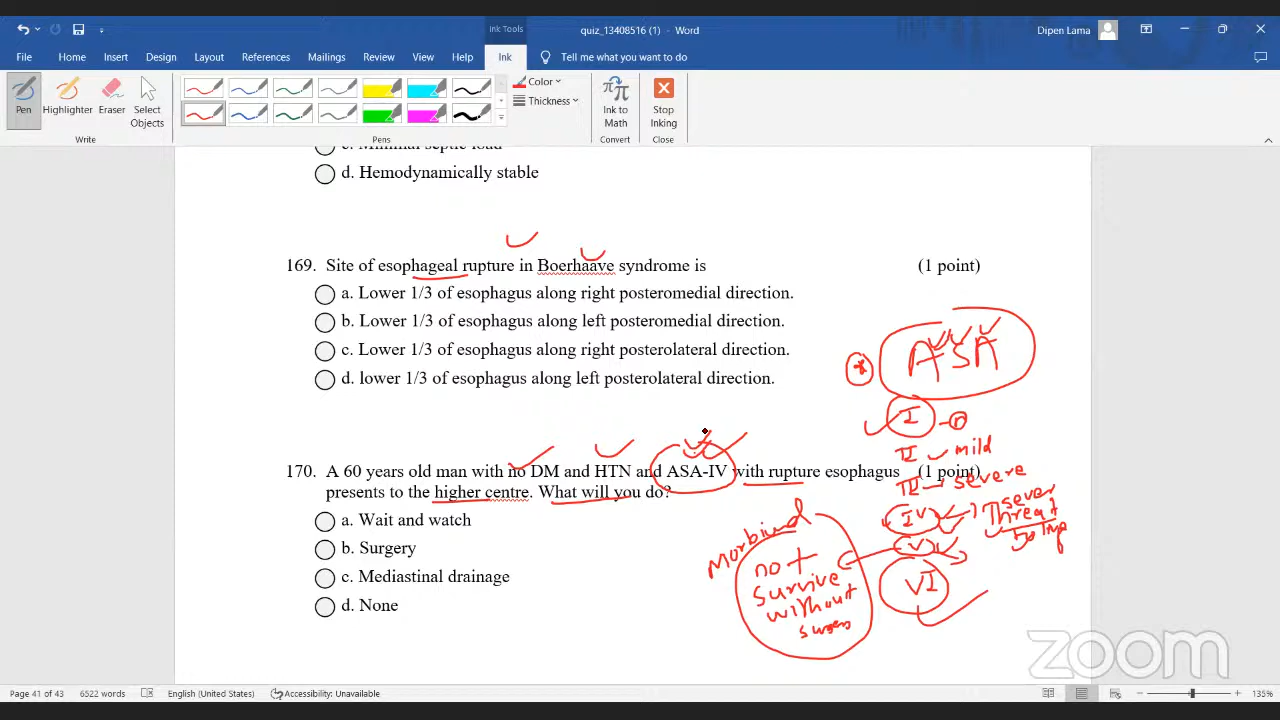 Ink Tools
quiz_13408516 (1) - Word
Dipen Lama
File Home Insert Design Layout References Mailings Review View Help Ink Tell me what you want to do
Pen Highlighter Eraser Select Objects
Color
Thickness
Ink to Math
Stop Inking
Write Pens Convert Close
c. Minimal septic load
d. Hemodynamically stable
169. Site of esophageal rupture in Boerhaave syndrome is (1 point)
a. Lower 1/3 of esophagus along right posteromedial direction.
b. Lower 1/3 of esophagus along left posteromedial direction.
c. Lower 1/3 of esophagus along right posterolateral direction.
d. lower 1/3 of esophagus along left posterolateral direction.
ASA
I - n
II mild
III - severe
IV sever
Threat
V
VI
170. A 60 years old man with no DM and HTN and ASA-IV with rupture esophagus (1 point)
presents to the higher centre. What will you do?
a. Wait and watch
b. Surgery
c. Mediastinal drainage
d. None
Morbiund
not
survive
without
zoom
Page 41 of 43 6522 words English (United States) Accessibility: Unavailable 135%